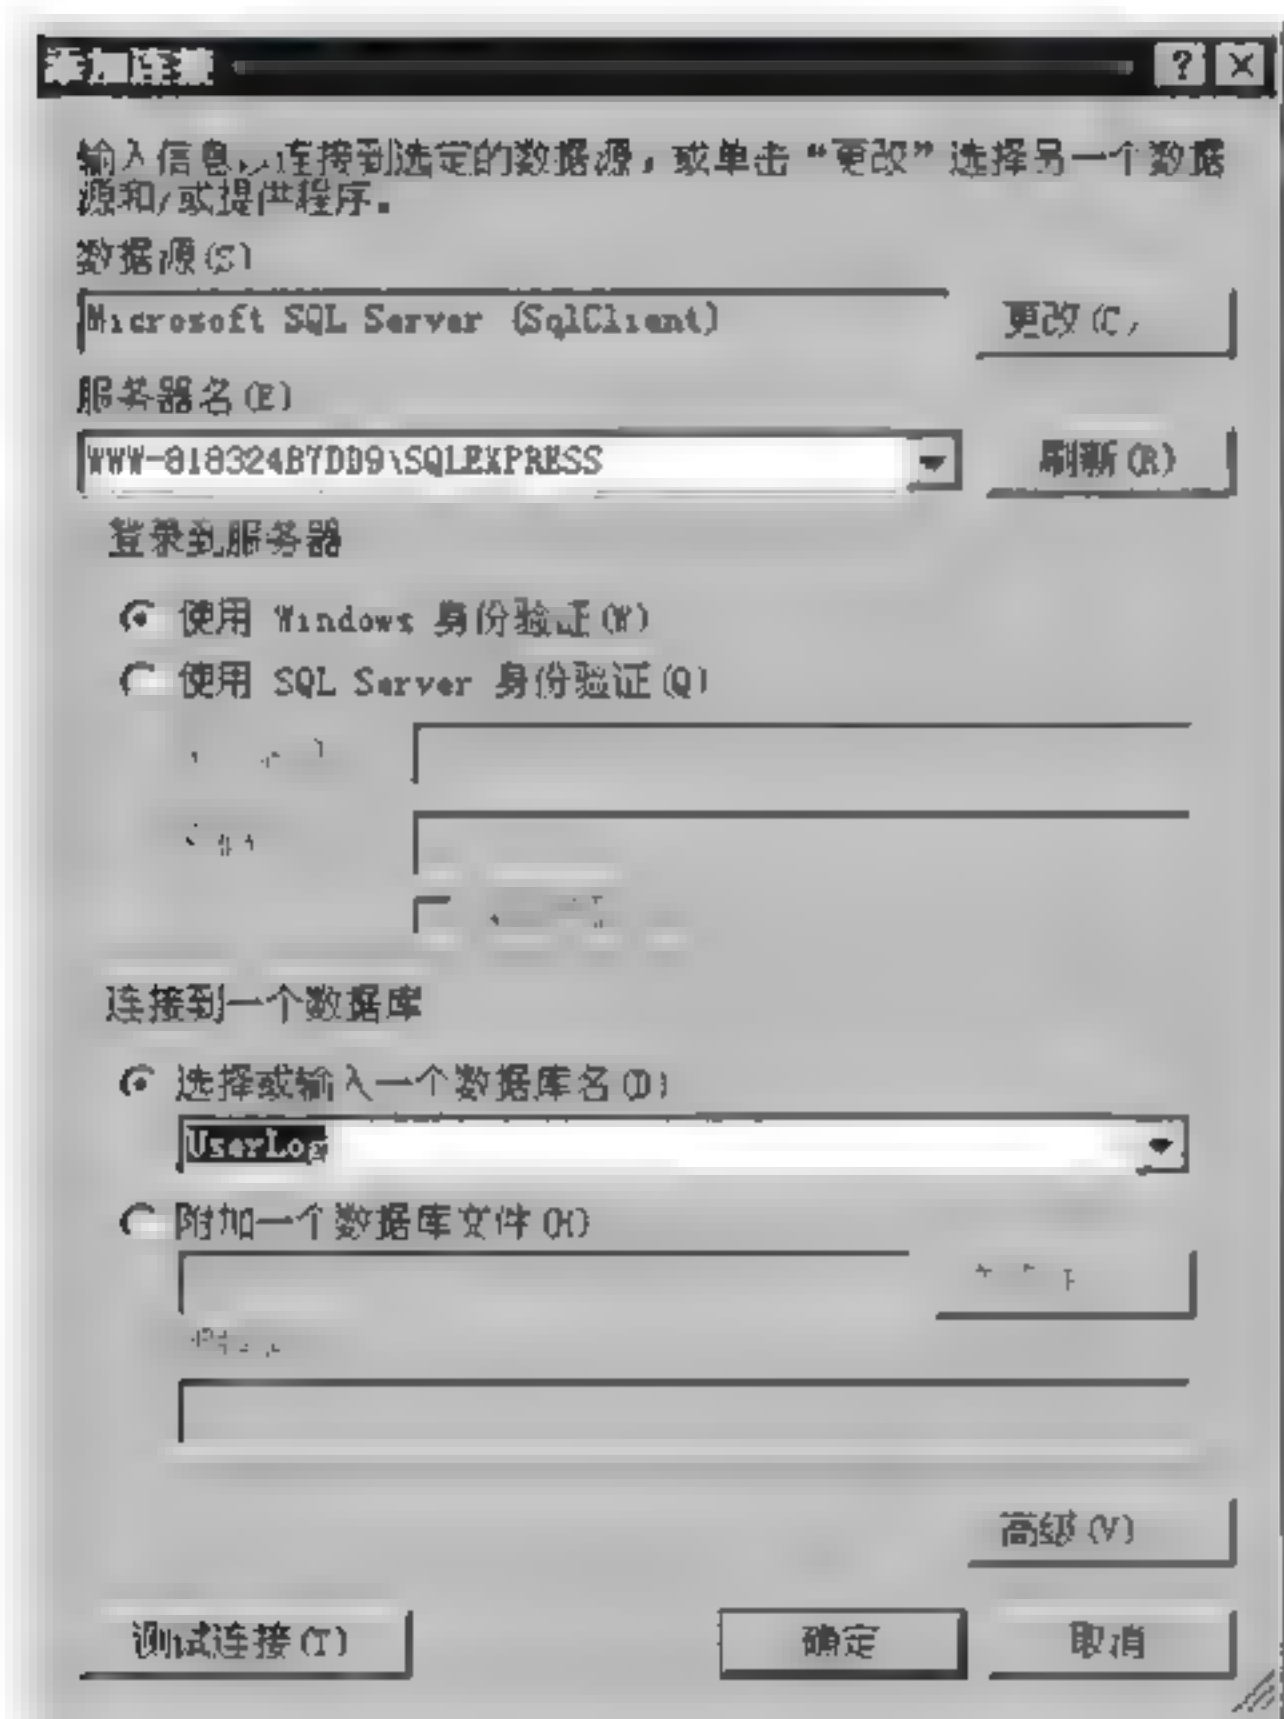 添加连接
输入信息以连接到选定的数据源，或单击“更改”选择另一个数据
源和/或提供程序。
数据源(S)
Microsoft SQL Server (SqlClient)
更改(C)
服务器名(E)
WWW-818324B7DD9\SQLEXPRESS
刷新(R)
登录到服务器
使用 Windows 身份验证(W)
使用 SQL Server 身份验证(Q)
连接到一个数据库
选择或输入一个数据库名(D)
UserLog
附加一个数据库文件(H)
高级(V)
测试连接(T)
确定
取消